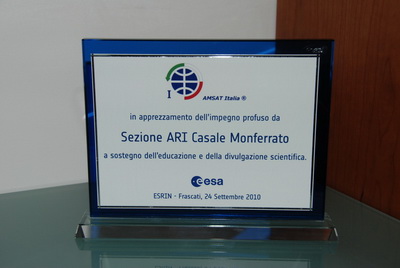 I
AMSAT Italia ®
in apprezzamento dell'impegno profuso da
Sezione ARI Casale Monferrato
a sostegno dell'educazione e della divulgazione scientifica.
esa
ESRIN - Frascati, 24 Settembre 2010